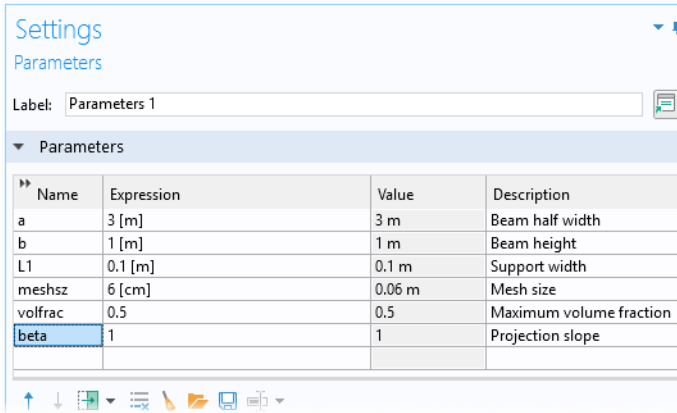 Settings
Parameters
Label: Parameters 1
Parameters
Name Expression Value Description
a 3 [m] 3 m Beam half width
b 1 [m] 1 m Beam height
L1 0.1 [m] 0.1 m Support width
meshsz 6 [cm] 0.06 m Mesh size
volfrac 0.5 0.5 Maximum volume fraction
beta 1 1 Projection slope